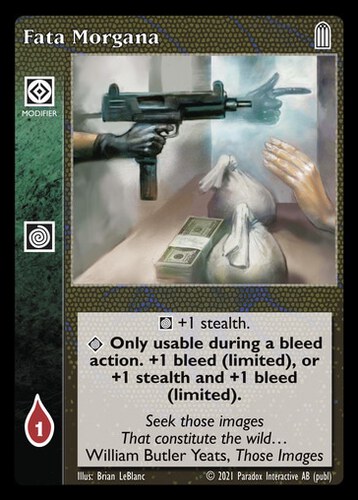 Fata Morgana
MODIFIER
+1 stealth.
Only usable during a bleed
action. +1 bleed (limited), or
+1 stealth and +1 bleed
(limited).
Seek those images
That constitute the wild…
William Butler Yeats, Those Images
1
Illus: Brian LeBlanc © 2021 Paradox Interactive AB (publ)